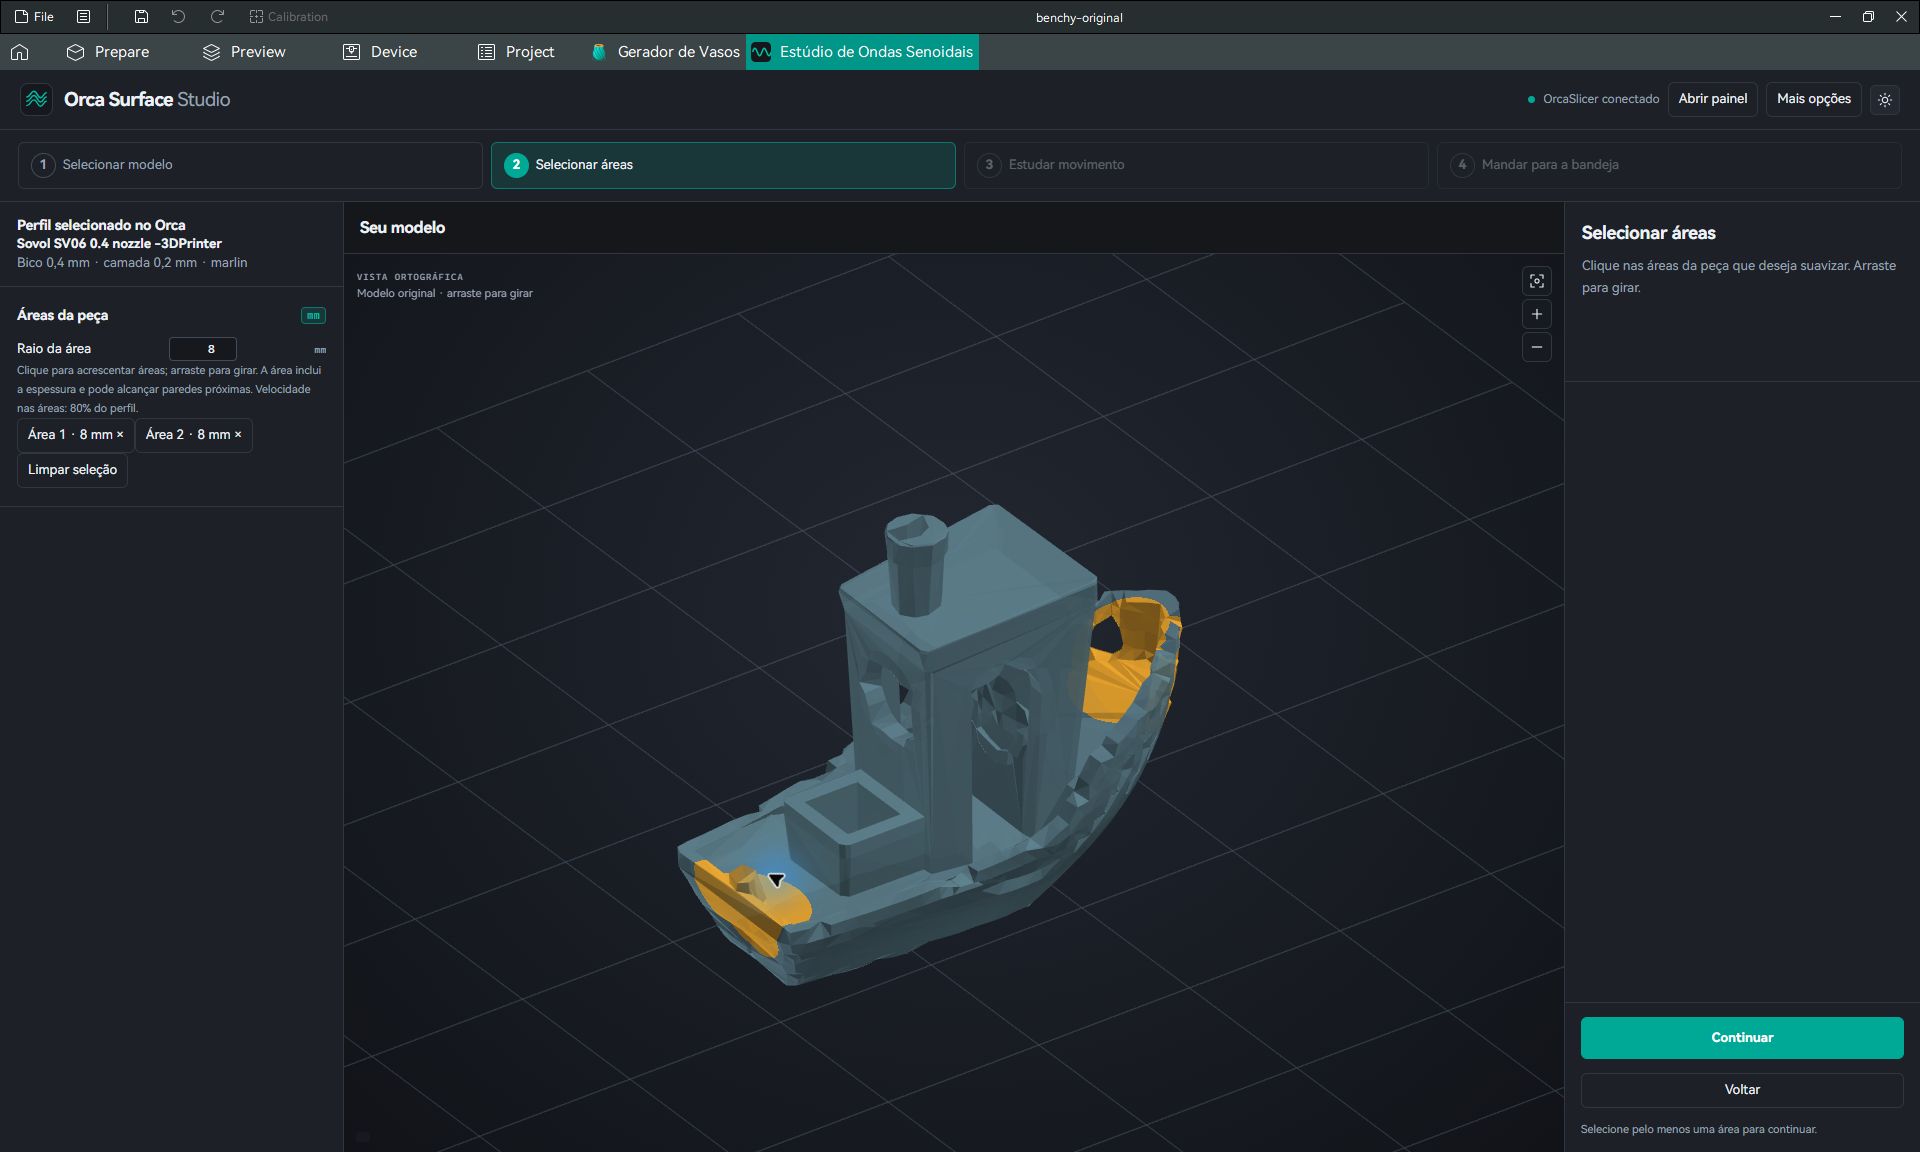 File
Calibration
benchy-original
Prepare
Preview
Device
Project
Gerador de Vasos
Estúdio de Ondas Senoidais
Orca Surface Studio
OrcaSlicer conectado
Abrir painel
Mais opções
1 Selecionar modelo
2 Selecionar áreas
3 Estudar movimento
4 Mandar para a bandeja
Perfil selecionado no Orca
Sovol SV06 0.4 nozzle -3DPrinter
Bico 0,4 mm · camada 0,2 mm · marlin
Áreas da peça
mm
Raio da área
8
mm
Clique para acrescentar áreas; arraste para girar. A área inclui
a espessura e pode alcançar paredes próximas. Velocidade
nas áreas: 80% do perfil.
Área 1 · 8 mm ×
Área 2 · 8 mm ×
Limpar seleção
Seu modelo
VISTA ORTOGRÁFICA
Modelo original · arraste para girar
Selecionar áreas
Clique nas áreas da peça que deseja suavizar. Arraste
para girar.
Continuar
Voltar
Selecione pelo menos uma área para continuar.